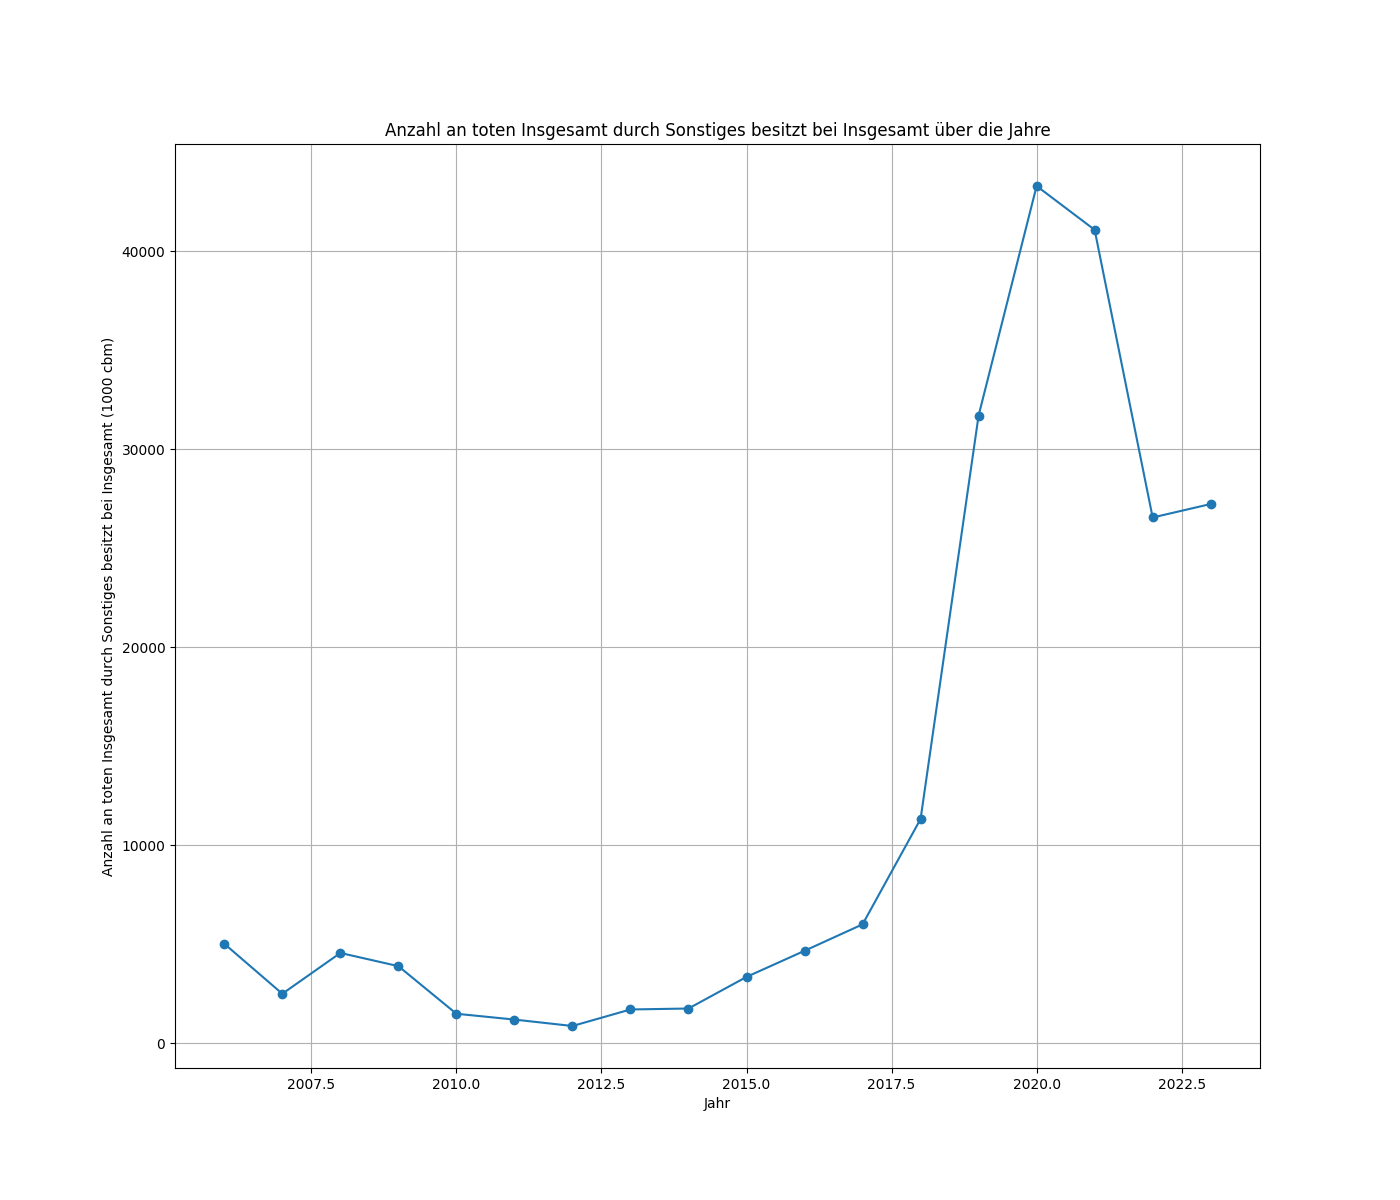 Anzahl an toten Insgesamt durch Sonstiges besitzt bei Insgesamt über die Jahre
Anzahl an toten Insgesamt durch Sonstiges besitzt bei Insgesamt (1000 cbm)
40000
30000
20000
10000
0
2007.5 2010.0 2012.5 2015.0 2017.5 2020.0 2022.5
Jahr